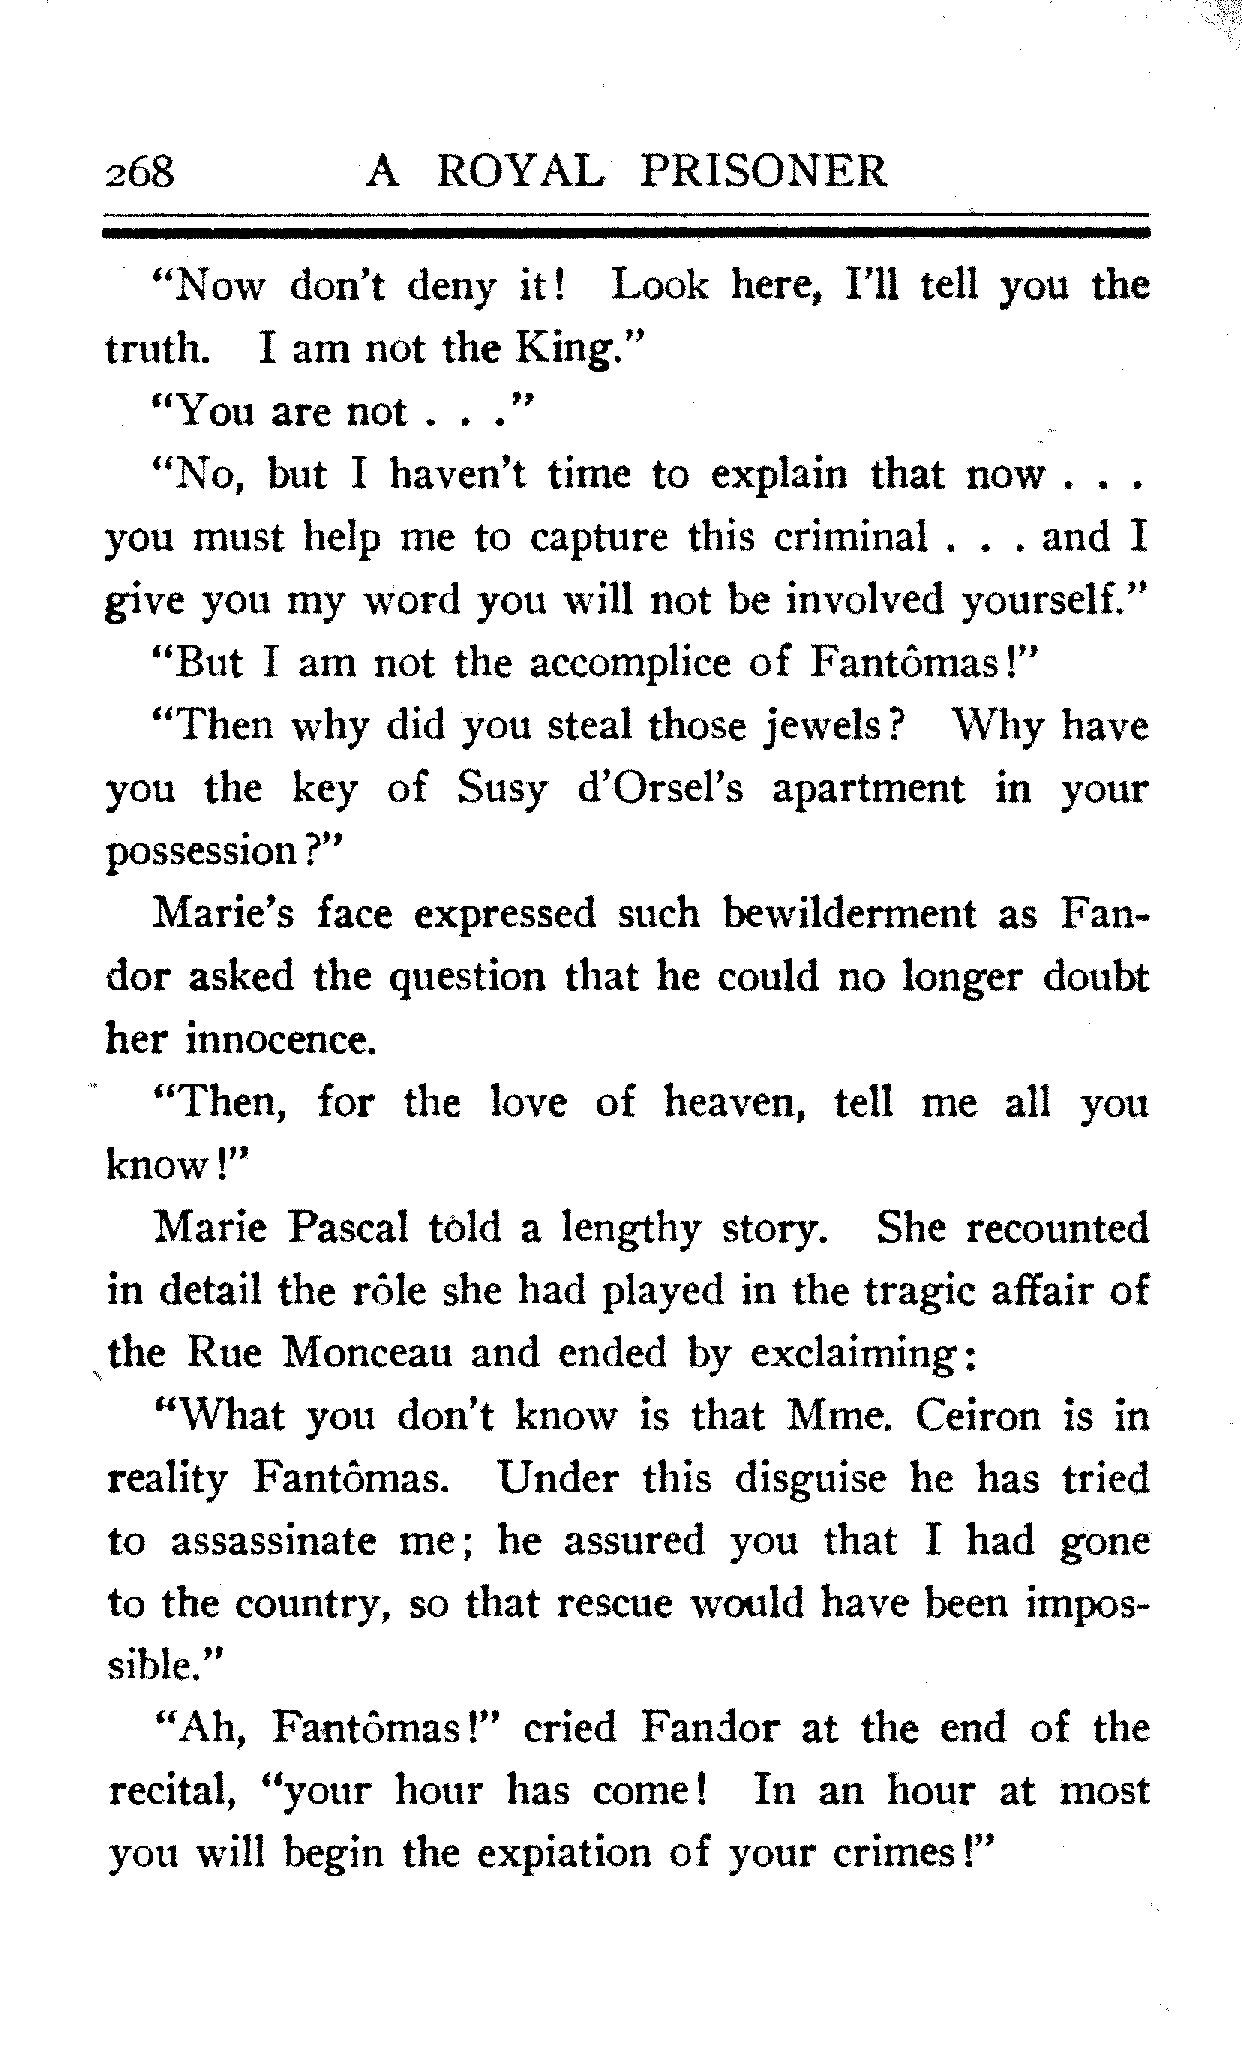 268 A ROYAL PRISONER
“Now don’t deny it! Look here, I’ll tell you the
truth. I am not the King.”
“You are not . . .”
“No, but I haven’t time to explain that now . . .
you must help me to capture this criminal . . . and I
give you my word you will not be involved yourself.”
“But I am not the accomplice of Fantômas!”
“Then why did you steal those jewels? Why have
you the key of Susy d’Orsel’s apartment in your
possession?”
Marie’s face expressed such bewilderment as Fan-
dor asked the question that he could no longer doubt
her innocence.
“Then, for the love of heaven, tell me all you
know!”
Marie Pascal told a lengthy story. She recounted
in detail the rôle she had played in the tragic affair of
the Rue Monceau and ended by exclaiming:
“What you don’t know is that Mme. Ceiron is in
reality Fantômas. Under this disguise he has tried
to assassinate me; he assured you that I had gone
to the country, so that rescue would have been impos-
sible.”
“Ah, Fantômas!” cried Fandor at the end of the
recital, “your hour has come! In an hour at most
you will begin the expiation of your crimes!”